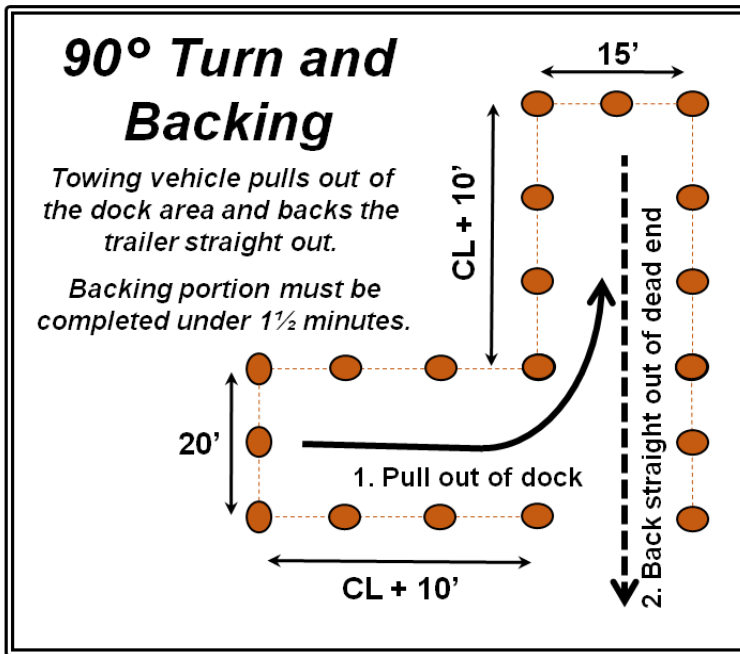 90° Turn and
Backing
Towing vehicle pulls out of
the dock area and backs the
trailer straight out.
Backing portion must be
completed under 1½ minutes.
15’
CL + 10’
20’
1. Pull out of dock
CL + 10’
2. Back straight out of dead end